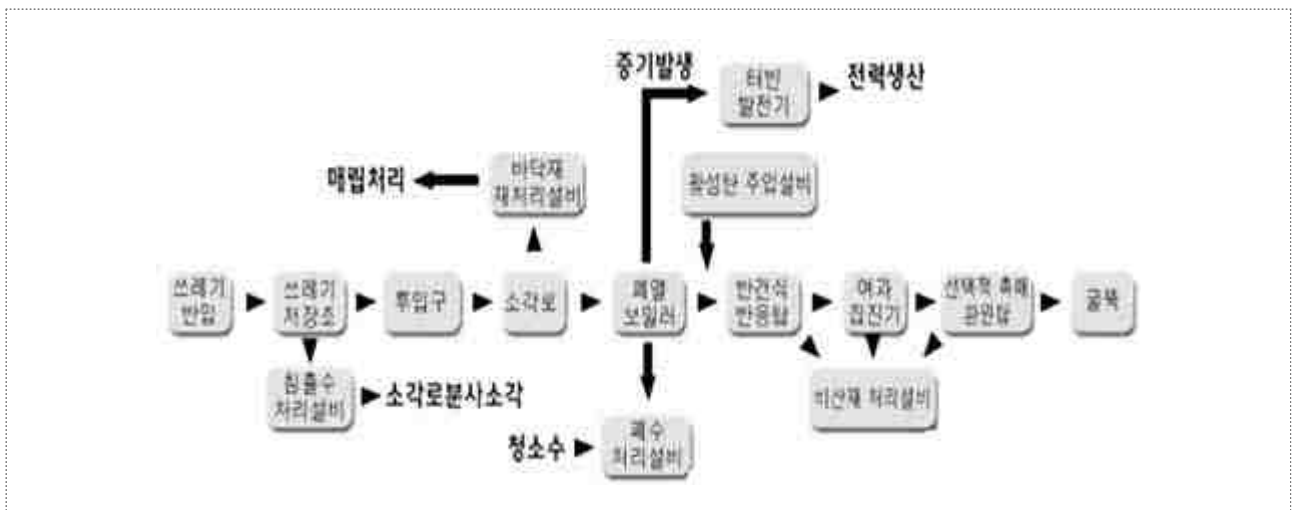 증기발생
터빈
발전기
전력생산
매립처리
바닥재
재처리설비
활성탄 주입설비
쓰레기
반입
쓰레기
저장조
투입구
소각로
폐열
보일러
반건식
반응탑
여과
집진기
선택적 촉매
환원탑
굴뚝
침출수
처리설비
소각로분사소각
비산재 처리설비
청소수
폐수
처리설비